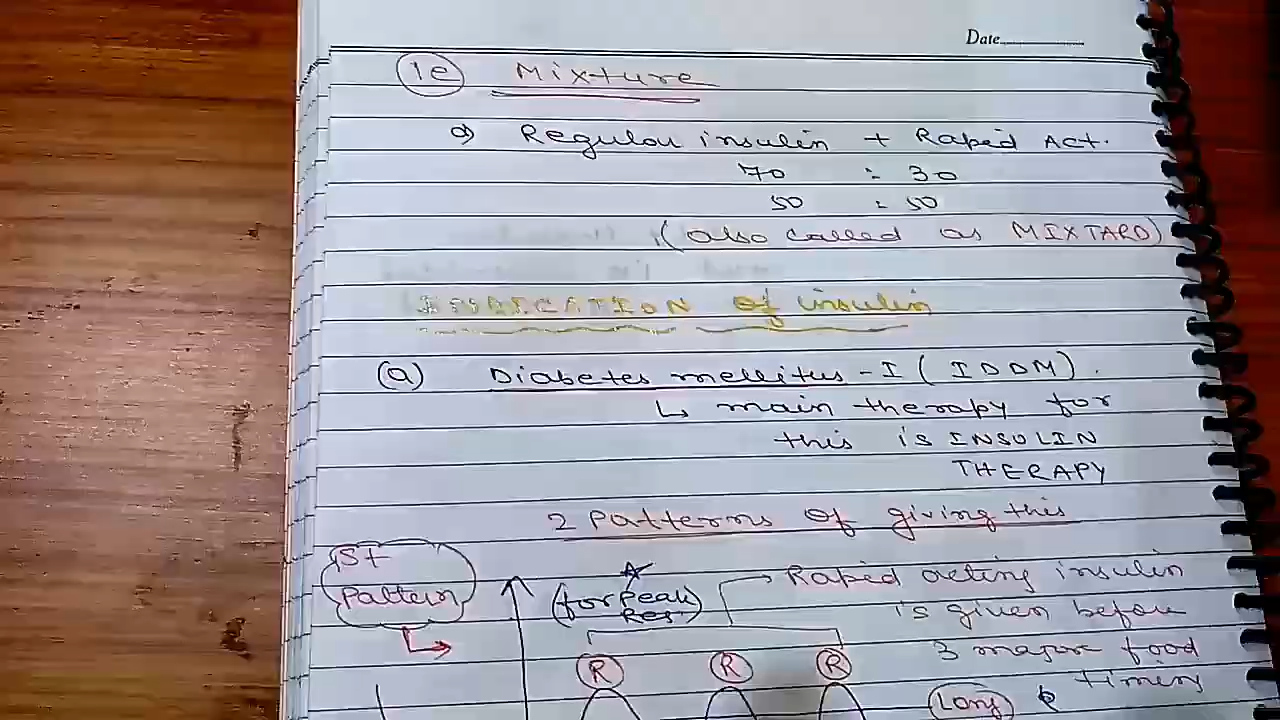 Date
1e Mixture
Regular insulin + Rapid Act.
70 : 30
50 : 50
(also called as MIXTARD)
INDICATION of insulin
(a) Diabetes mellitus - I (IDDM).
↳ main therapy for
this is INSULIN
THERAPY
2 Patterns of giving this
1st
Pattern
(for Peak
Rapid acting insulin
is given before
3 major food
timings
R R R
Long